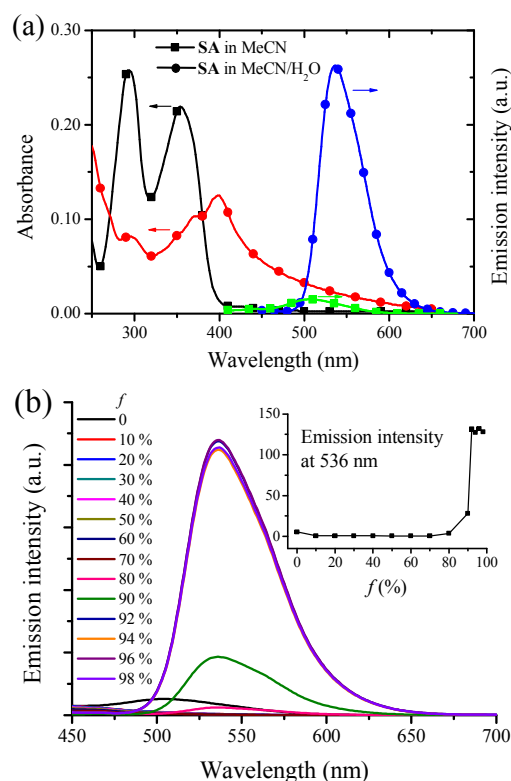 (a)
0.30
SA in MeCN
SA in MeCN/H₂O
0.20
0.10
0.00
Absorbance
Emission intensity (a.u.)
300 400 500 600 700
Wavelength (nm)
(b)
f
0
10 %
20 %
30 %
40 %
50 %
60 %
70 %
80 %
90 %
92 %
94 %
96 %
98 %
Emission intensity (a.u.)
150
125
100
75
50
25
0
Emission intensity
at 536 nm
0 20 40 60 80 100
f (%)
450 500 550 600 650 700
Wavelength (nm)